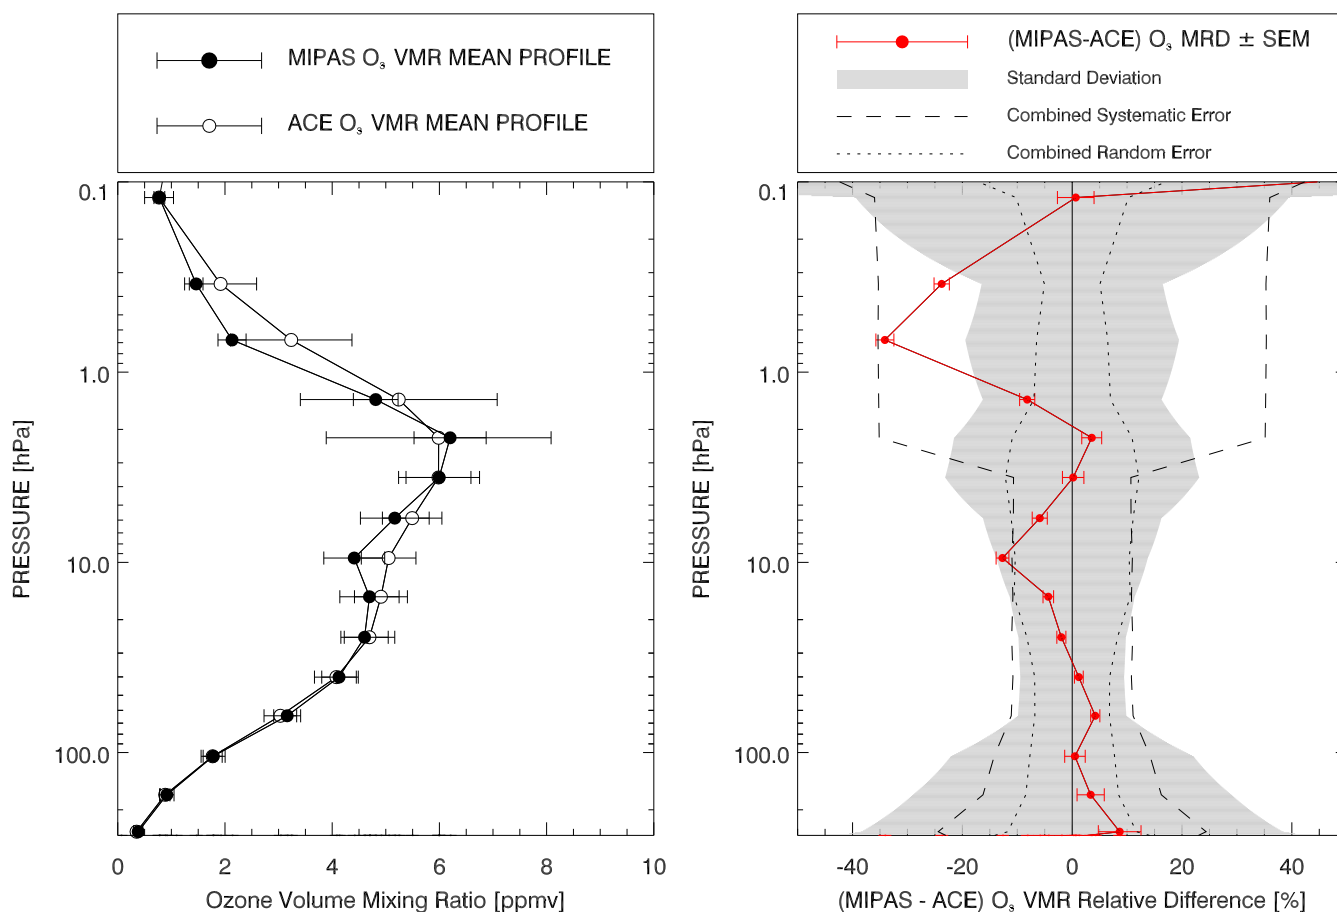 MIPAS O₃ VMR MEAN PROFILE
ACE O₃ VMR MEAN PROFILE
0.1
1.0
10.0
100.0
PRESSURE [hPa]
0 2 4 6 8 10
Ozone Volume Mixing Ratio [ppmv]
(MIPAS-ACE) O₃ MRD ± SEM
Standard Deviation
Combined Systematic Error
Combined Random Error
0.1
1.0
10.0
100.0
PRESSURE [hPa]
-40 -20 0 20 40
(MIPAS - ACE) O₃ VMR Relative Difference [%]